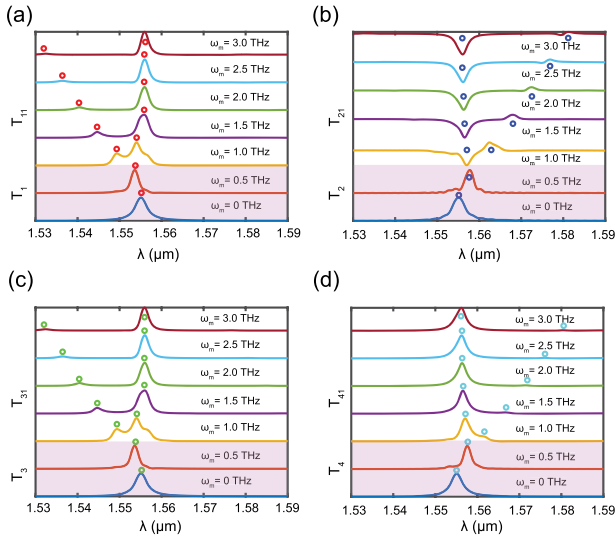 (a)
T₁₁
T₁
ωₘ= 3.0 THz
ωₘ= 2.5 THz
ωₘ= 2.0 THz
ωₘ= 1.5 THz
ωₘ= 1.0 THz
ωₘ= 0.5 THz
ωₘ= 0 THz
1.53 1.54 1.55 1.56 1.57 1.58 1.59
λ (μm)
(b)
T₂₁
T₂
ωₘ= 3.0 THz
ωₘ= 2.5 THz
ωₘ= 2.0 THz
ωₘ= 1.5 THz
ωₘ= 1.0 THz
ωₘ= 0.5 THz
ωₘ= 0 THz
1.53 1.54 1.55 1.56 1.57 1.58 1.59
λ (μm)
(c)
T₃₁
T₃
ωₘ= 3.0 THz
ωₘ= 2.5 THz
ωₘ= 2.0 THz
ωₘ= 1.5 THz
ωₘ= 1.0 THz
ωₘ= 0.5 THz
ωₘ= 0 THz
1.53 1.54 1.55 1.56 1.57 1.58 1.59
λ (μm)
(d)
T₄₁
T₄
ωₘ= 3.0 THz
ωₘ= 2.5 THz
ωₘ= 2.0 THz
ωₘ= 1.5 THz
ωₘ= 1.0 THz
ωₘ= 0.5 THz
ωₘ= 0 THz
1.53 1.54 1.55 1.56 1.57 1.58 1.59
λ (μm)